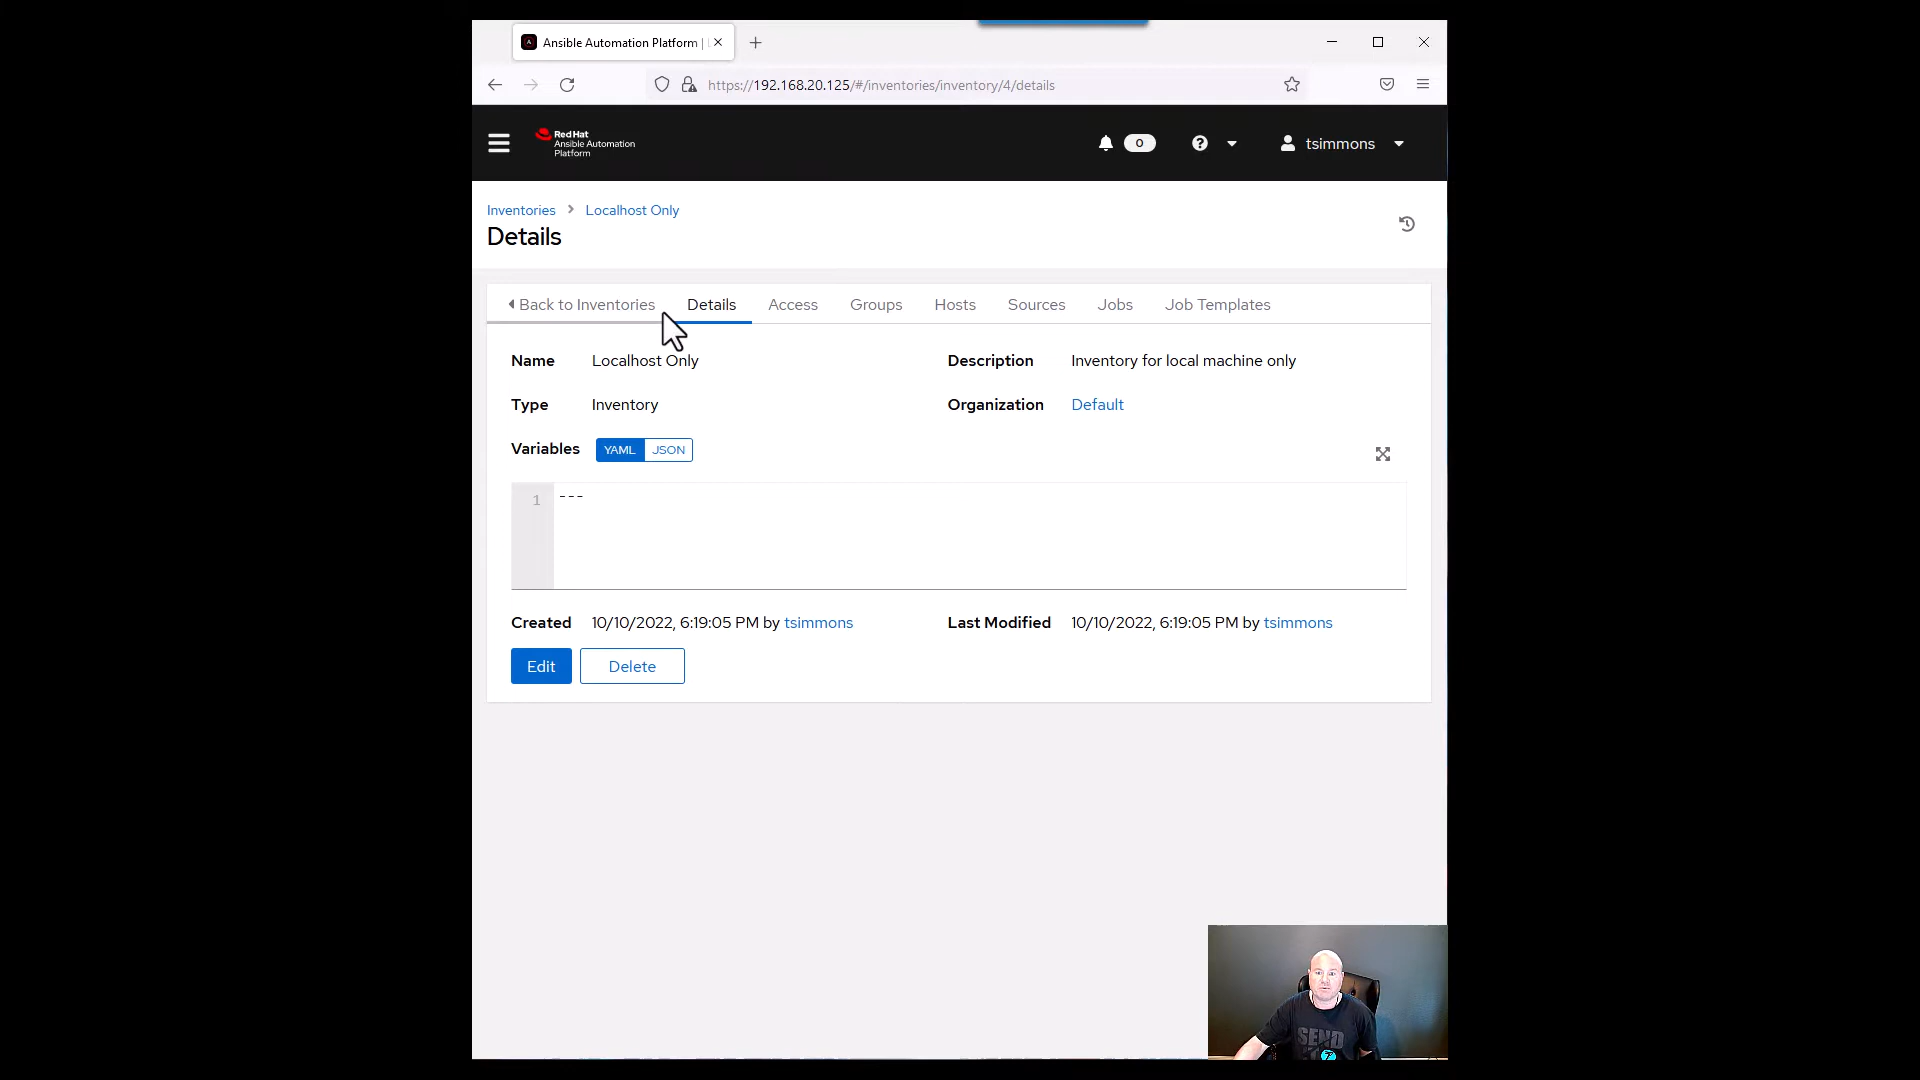 Ansible Automation Platform |
https://192.168.20.125/#/inventories/inventory/4/details
Red Hat
Ansible Automation
Platform
0
tsimmons
Inventories
Localhost Only
Details
Back to Inventories
Details
Access
Groups
Hosts
Sources
Jobs
Job Templates
Name Localhost Only
Description Inventory for local machine only
Type Inventory
Organization Default
Variables YAML JSON
1 ---
Created 10/10/2022, 6:19:05 PM by tsimmons
Last Modified 10/10/2022, 6:19:05 PM by tsimmons
Edit Delete
SEND